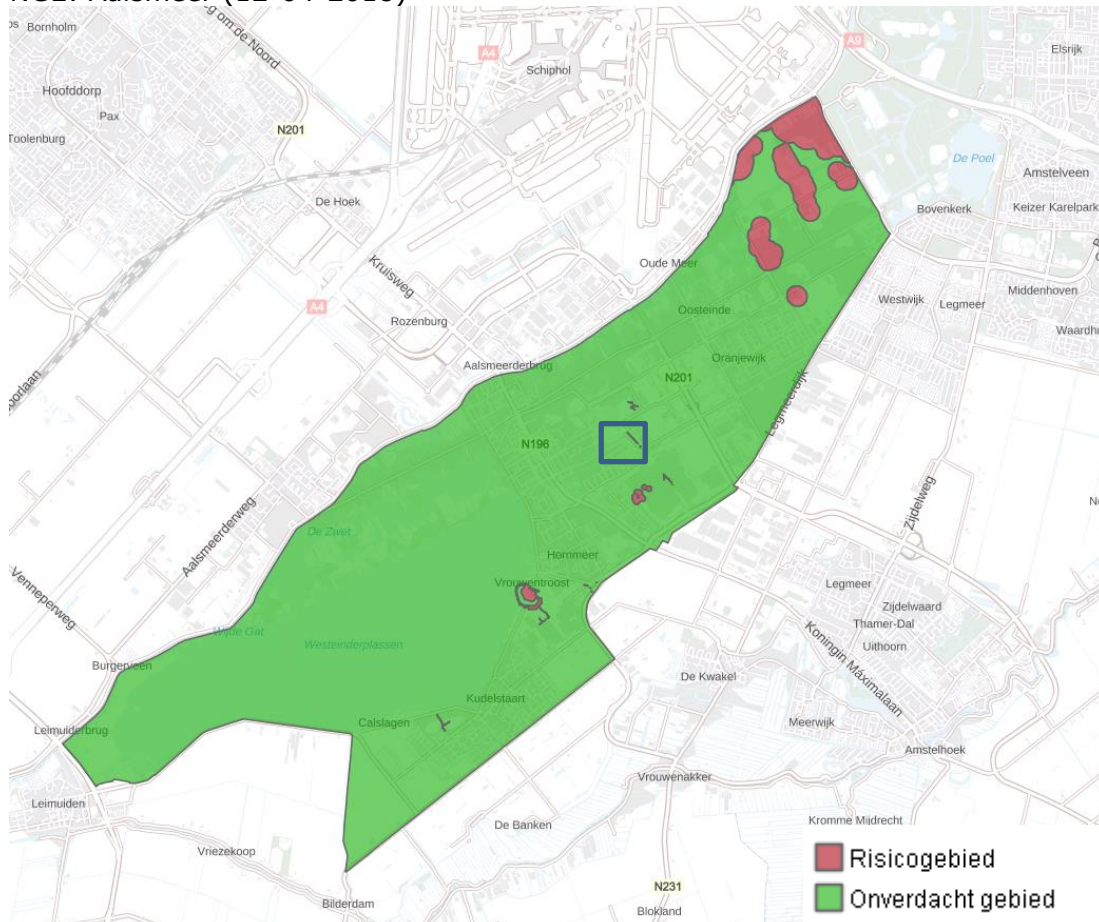 Bornholm
Hoofddorp
Pax
Toolenburg
N201
A4
Schiphol
A9
Elsrijk
De Poel
Amstelveen
Bovenkerk
Keizer Karelpark
De Hoek
Kruisweg
A4
Rozenburg
Oude Meer
Oosteinde
Westwijk
Legmeer
Middenhoven
Aalsmeerderbrug
Oranjewijk
N201
Legmeerdijk
N196
Zijdelweg
De Zwet
Aalsmeerderweg
Hornmeer
Vrouwentroost
Legmeer
Zijdelwaard
Thamer-Dal
Uithoorn
Venneperweg
Wijde Gat
Westeinderplassen
Burgerveen
Koningin Máximalaan
De Kwakel
Kudelstaart
Calslagen
Meerwijk
Leimuiderbrug
Amstelhoek
Vrouwenakker
Leimuiden
De Banken
Kromme Mijdrecht
Vriezekoop
Risicogebied
N231
Bilderdam
Blokland
Onverdacht gebied